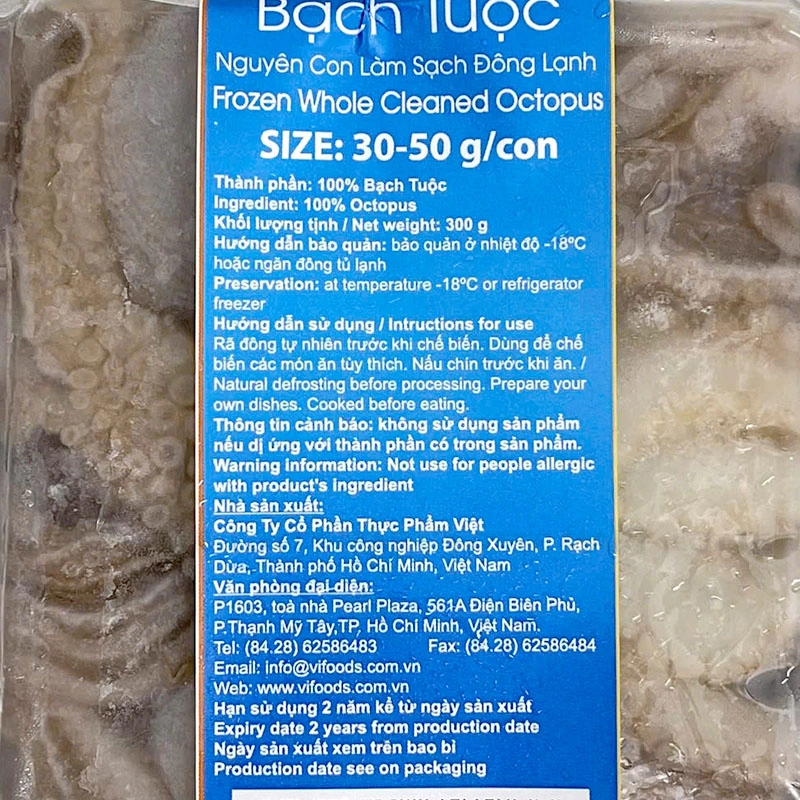 Bạch Tuộc
Nguyên Con Làm Sạch Đông Lạnh
Frozen Whole Cleaned Octopus
SIZE: 30-50 g/con
Thành phần: 100% Bạch Tuộc
Ingredient: 100% Octopus
Khối lượng tịnh / Net weight: 300 g
Hướng dẫn bảo quản: bảo quản ở nhiệt độ -18ºC
hoặc ngăn đông tủ lạnh
Preservation: at temperature -18ºC or refrigerator
freezer
Hướng dẫn sử dụng / Intructions for use
Rã đông tự nhiên trước khi chế biến. Dùng để chế
biến các món ăn tùy thích. Nấu chín trước khi ăn. /
Natural defrosting before processing. Prepare your
own dishes. Cooked before eating.
Thông tin cảnh báo: không sử dụng sản phẩm
nếu dị ứng với thành phần có trong sản phẩm.
Warning information: Not use for people allergic
with product's ingredient
Nhà sản xuất:
Công Ty Cổ Phần Thực Phẩm Việt
Đường số 7, Khu công nghiệp Đông Xuyên, P. Rạch
Dừa, Thành phố Hồ Chí Minh, Việt Nam
Văn phòng đại diện:
P1603, toà nhà Pearl Plaza, 561A Điện Biên Phủ,
P.Thạnh Mỹ Tây,TP. Hồ Chí Minh, Việt Nam.
Tel: (84.28) 62586483 Fax: (84.28) 62586484
Email: info@vifoods.com.vn
Web: www.vifoods.com.vn
Hạn sử dụng 2 năm kể từ ngày sản xuất
Expiry date 2 years from production date
Ngày sản xuất xem trên bao bì
Production date see on packaging